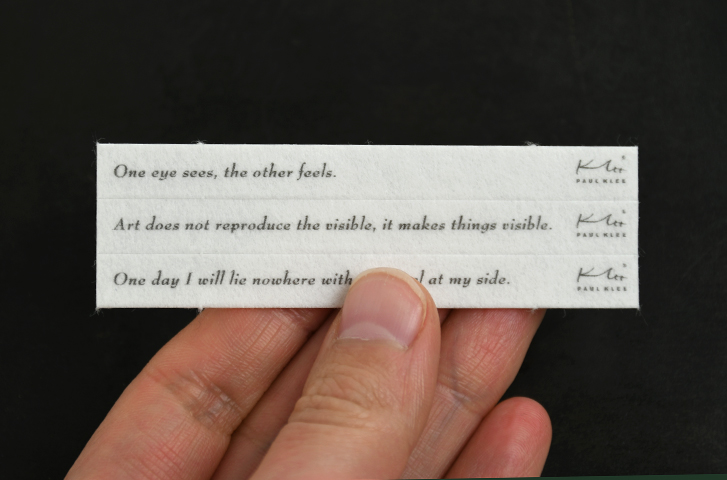 One eye sees, the other feels.
Klee
PAUL KLEE
Art does not reproduce the visible, it makes things visible.
Klee
PAUL KLEE
One day I will lie nowhere with at my side.
Klee
PAUL KLEE